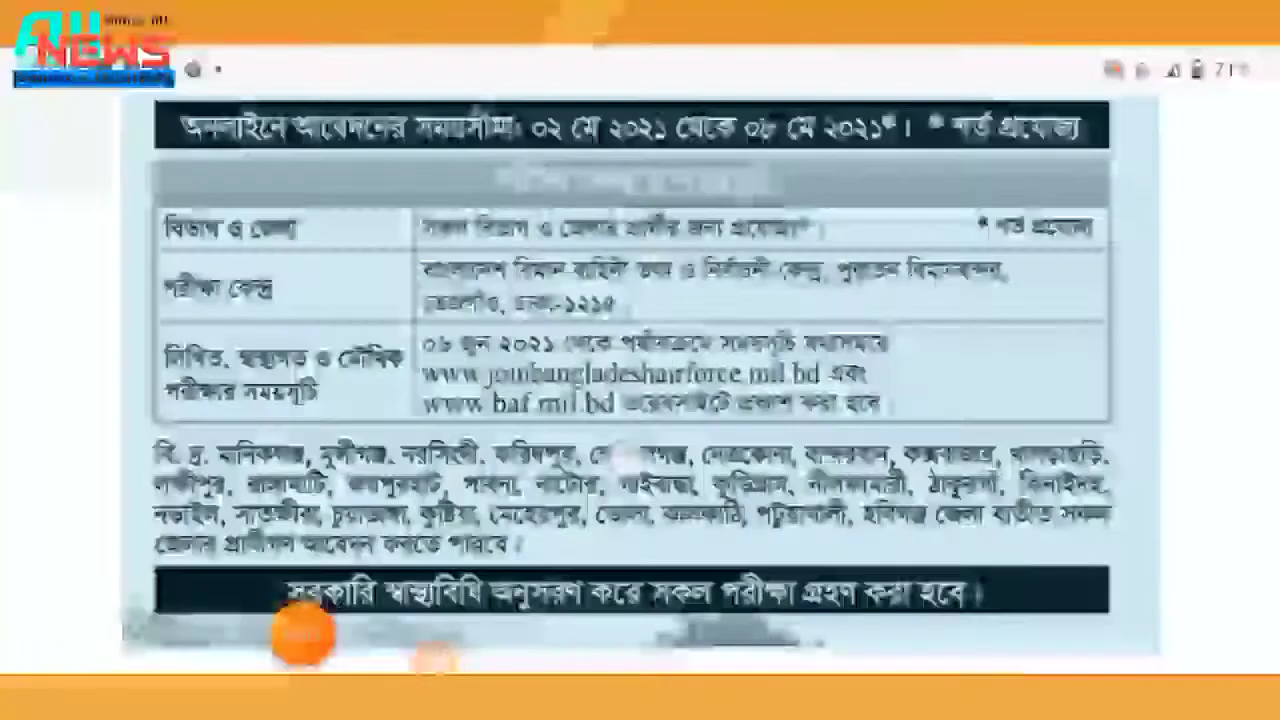 NEWS
71%
অনলাইনে আবেদনের সময়সীমা: ০২ মে ২০২১ থেকে ০৮ মে ২০২১*। * শর্ত প্রযোজ্য
বিভাগ ও জেলা
সকল বিভাগ ও জেলার প্রার্থীর জন্য প্রযোজ্য*। * শর্ত প্রযোজ্য
পরীক্ষা কেন্দ্র
বাংলাদেশ বিমান বাহিনী তথ্য ও নির্বাচনী কেন্দ্র, পুরাতন বিমানবন্দর,
তেজগাঁও, ঢাকা-১২১৫
লিখিত, স্বাস্থ্যগত ও মৌখিক
পরীক্ষার সময়সূচি
০৬ জুন ২০২১ থেকে পর্যায়ক্রমে সময়সূচি যথাসময়ে
www.joinbangladeshairforce.mil.bd এবং
www.baf.mil.bd ওয়েবসাইটে প্রকাশ করা হবে।
বি. দ্র. মানিকগঞ্জ, মুন্সীগঞ্জ, নরসিংদী, ফরিদপুর, নেত্রকোনা, বান্দরবান, কক্সবাজার, খাগড়াছড়ি,
লক্ষ্মীপুর, রাঙ্গামাটি, জয়পুরহাট, পাবনা, নাটোর, গাইবান্ধা, কুড়িগ্রাম, নীলফামারী, ঠাকুরগাঁ, ঝিনাইদহ,
নড়াইল, সাতক্ষীরা, চুয়াডাঙ্গা, কুষ্টিয়া, মেহেরপুর, ভোলা, ঝালকাঠি, পটুয়াখালী, হবিগঞ্জ জেলা ব্যতীত সকল
জেলার প্রার্থীগণ আবেদন করতে পারবে।
সরকারি স্বাস্থ্যবিধি অনুসরণ করে সকল পরীক্ষা গ্রহণ করা হবে।